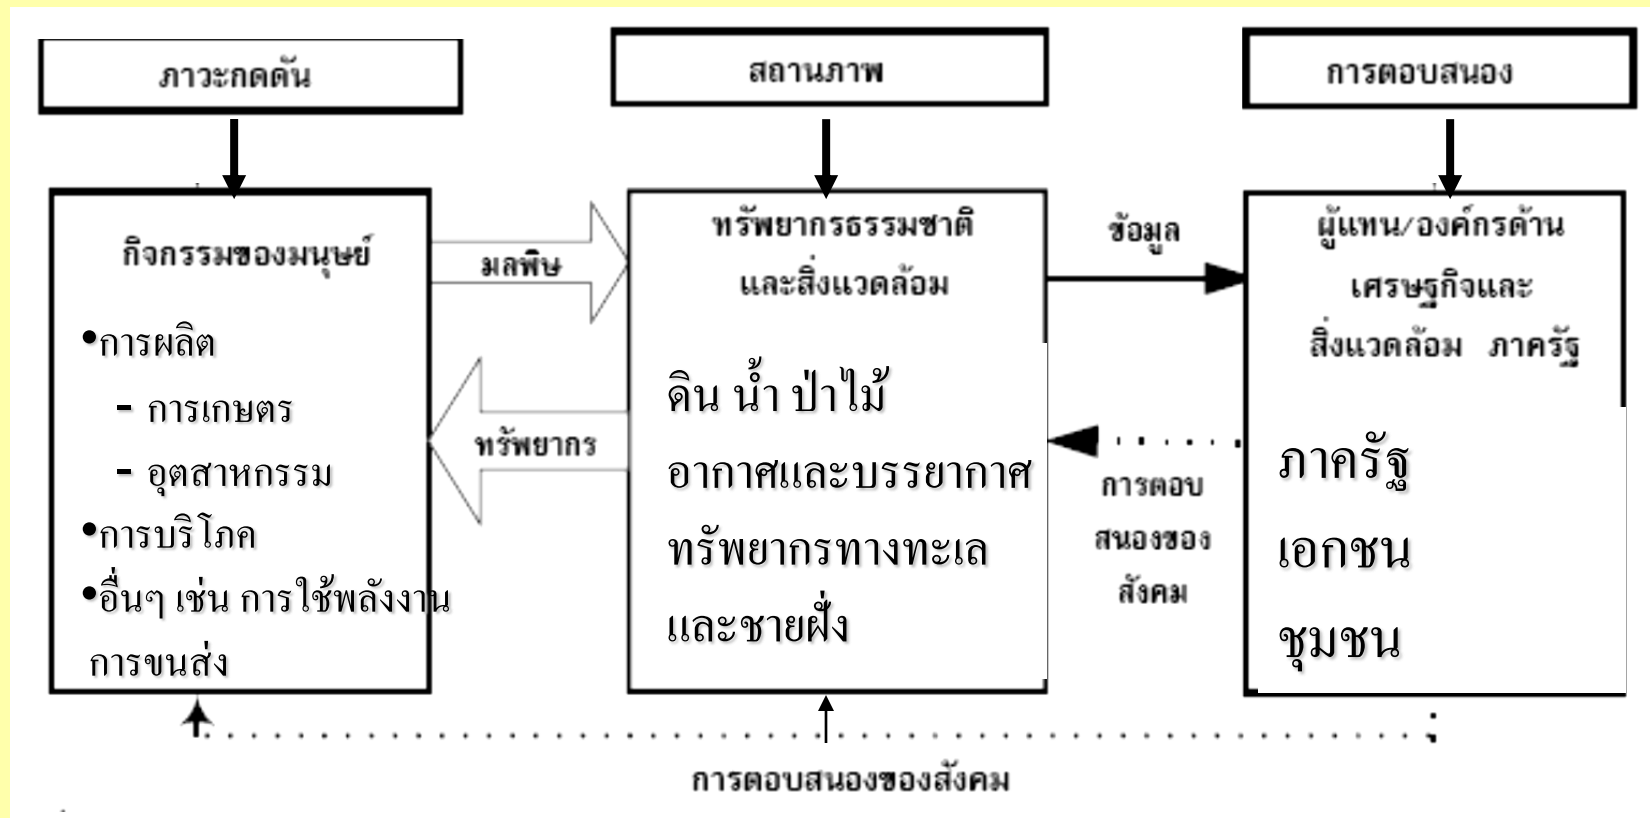 ภาวะกดดัน
สถานภาพ
การตอบสนอง
กิจกรรมของมนุษย์
•การผลิต
- การเกษตร
- อุตสาหกรรม
•การบริโภค
•อื่นๆ เช่น การใช้พลังงาน
การขนส่ง
มลพิษ
ทรัพยากร
ทรัพยากรธรรมชาติ
และสิ่งแวดล้อม
ดิน น้ำ ป่าไม้
อากาศและบรรยากาศ
ทรัพยากรทางทะเล
และชายฝั่ง
ข้อมูล
การตอบ
สนองของ
สังคม
ผู้แทน/องค์กรด้าน
เศรษฐกิจและ
สิ่งแวดล้อม ภาครัฐ
ภาครัฐ
เอกชน
ชุมชน
การตอบสนองของสังคม